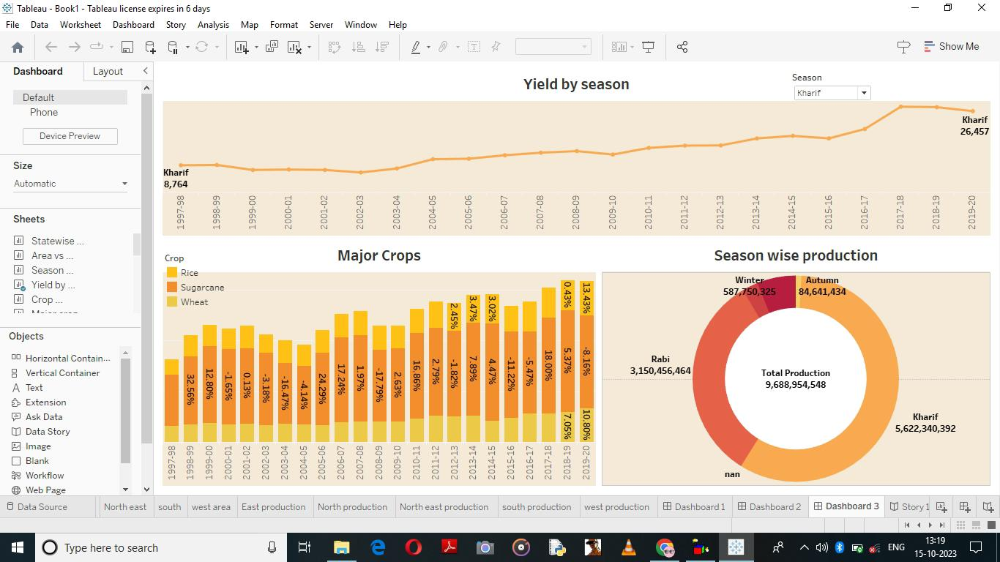 Tableau - Book1 - Tableau license expires in 6 days
File Data Worksheet Dashboard Story Analysis Map Format Server Window Help
Show Me
Dashboard Layout
Default
Phone
Device Preview
Size
Automatic
Sheets
Statewise ...
Area vs ...
Season ...
Yield by ...
Crop ...
Objects
Horizontal Contain...
Vertical Container
Text
Extension
Ask Data
Data Story
Image
Blank
Workflow
Web Page
Yield by season
Season
Kharif
Kharif
8,764
Kharif
26,457
1997-98 1998-99 1999-00 2000-01 2001-02 2002-03 2003-04 2004-05 2005-06 2006-07 2007-08 2008-09 2009-10 2010-11 2011-12 2012-13 2013-14 2014-15 2015-16 2016-17 2017-18 2018-19 2019-20
Major Crops
Crop
Rice
Sugarcane
Wheat
2.45% 3.47% 3.02% 0.43% 13.43%
32.56% 12.80% -1.65% 0.13% -3.18% -16.47% -4.14% 24.29% 17.24% 1.97% -17.79% 2.63% 16.86% 2.79% -1.82% 7.89% 4.47% -11.22% -5.47% 18.00% 5.37% -8.16%
7.05% 10.80%
1997-98 1998-99 1999-00 2000-01 2001-02 2002-03 2003-04 2004-05 2005-06 2006-07 2007-08 2008-09 2009-10 2010-11 2011-12 2012-13 2013-14 2014-15 2015-16 2016-17 2017-18 2018-19 2019-20
Season wise production
Winter
587,750,325
Autumn
84,641,434
Rabi
3,150,456,464
Total Production
9,688,954,548
Kharif
5,622,340,392
nan
Data Source North east south west area East production North production North east production south production west production Dashboard 1 Dashboard 2 Dashboard 3 Story 1
Type here to search
ENG
13:19
15-10-2023